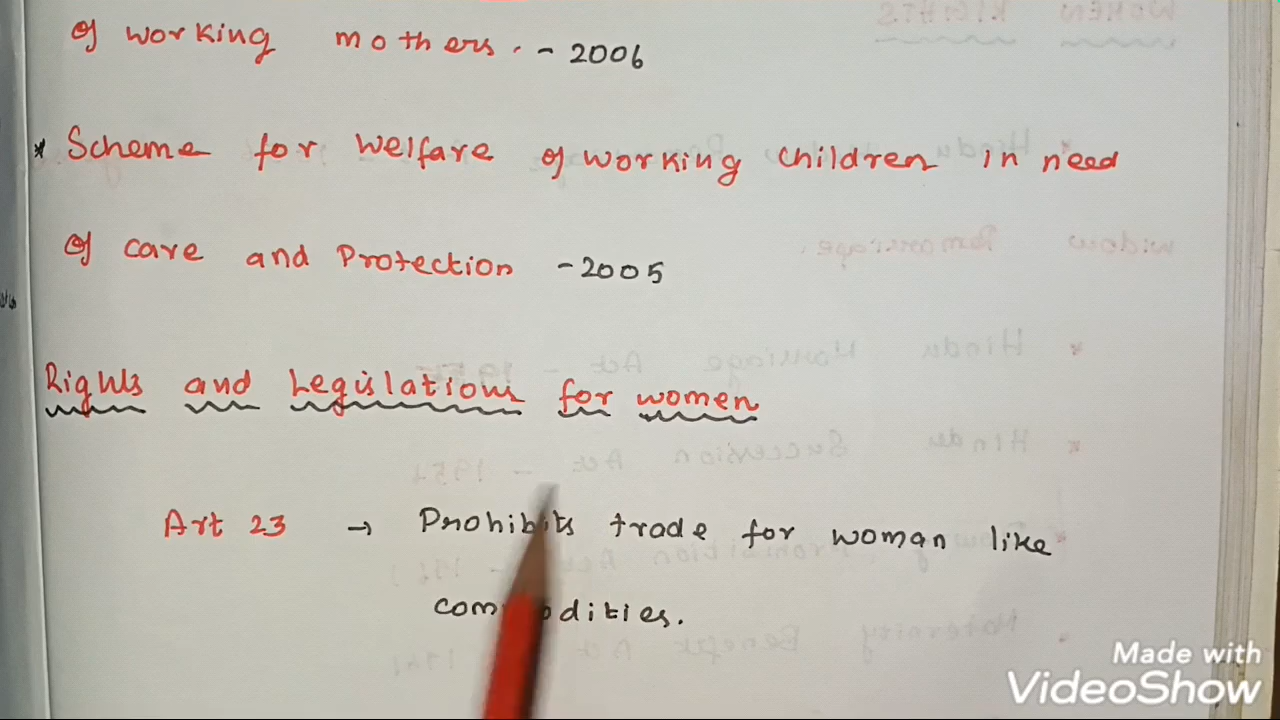 of working mothers. - 2006
* Scheme for welfare of working children in need
of care and Protection - 2005
Rights and Legislations for women
Art 23 → Prohibits trade for woman like
commodities.
Made with
VideoShow